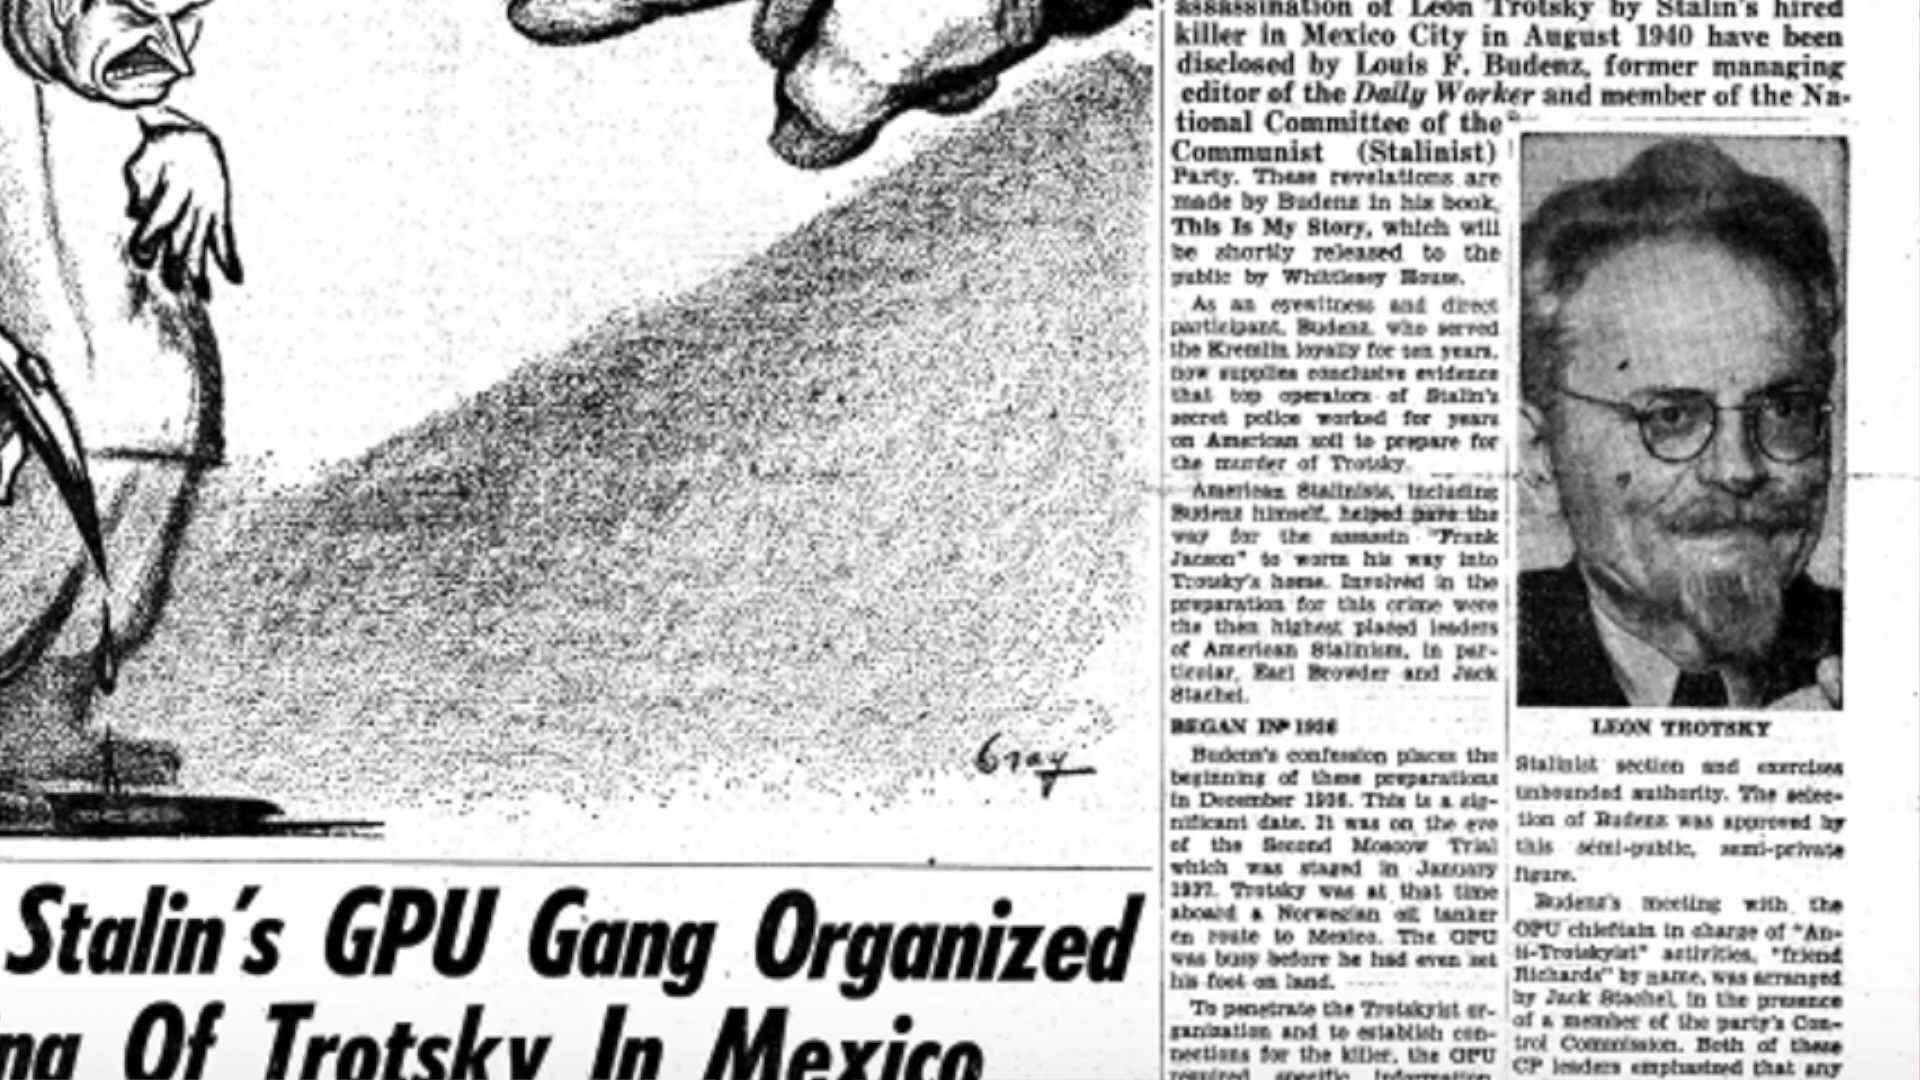 assassination of Leon Trotsky by Stalin's hired
killer in Mexico City in August 1940 have been
disclosed by Louis F. Budenz, former managing
editor of the Daily Worker and member of the Na-
tional Committee of the
Communist (Stalinist)
Party. These revelations are
made by Budenz in his book,
This Is My Story, which will
be shortly released to the
public by Whittlesey House.
As an eyewitness and direct
participant, Budenz, who served
the Kremlin loyally for ten years,
now supplies conclusive evidence
that top operators of Stalin's
secret police worked for years
on American soil to prepare for
the murder of Trotsky.
American Stalinists, including
Budenz himself, helped pave the
way for the assassin "Frank
Jacson" to worm his way into
Trotsky's home. Involved in the
preparation for this crime were
the then highest placed leaders
of American Stalinism, in par-
ticular, Earl Browder and Jack
Stachel.
BEGAN IN 1936
Budenz's confession places the
beginning of these preparations
in December 1936. This is a sig-
nificant date. It was on the eve
of the Second Moscow Trial
which was staged in January
1937. Trotsky was at that time
aboard a Norwegian oil tanker
en route to Mexico. The GPU
was busy before he had even set
his foot on land.
To penetrate the Trotskyist or-
ganization and to establish con-
nections for the killer, the GPU
required specific information,
LEON TROTSKY
Stalinist section and exercises
unbounded authority. The selec-
tion of Budenz was approved by
this semi-public, semi-private
figure.
Budenz's meeting with the
GPU chieftain in charge of "An-
ti-Trotskyist" activities, "friend
Richards" by name, was arranged
by Jack Stachel, in the presence
of a member of the party's Con-
trol Commission. Both of these
CP leaders emphasized that any
Gray
Stalin's GPU Gang Organized
ng Of Trotsky In Mexico